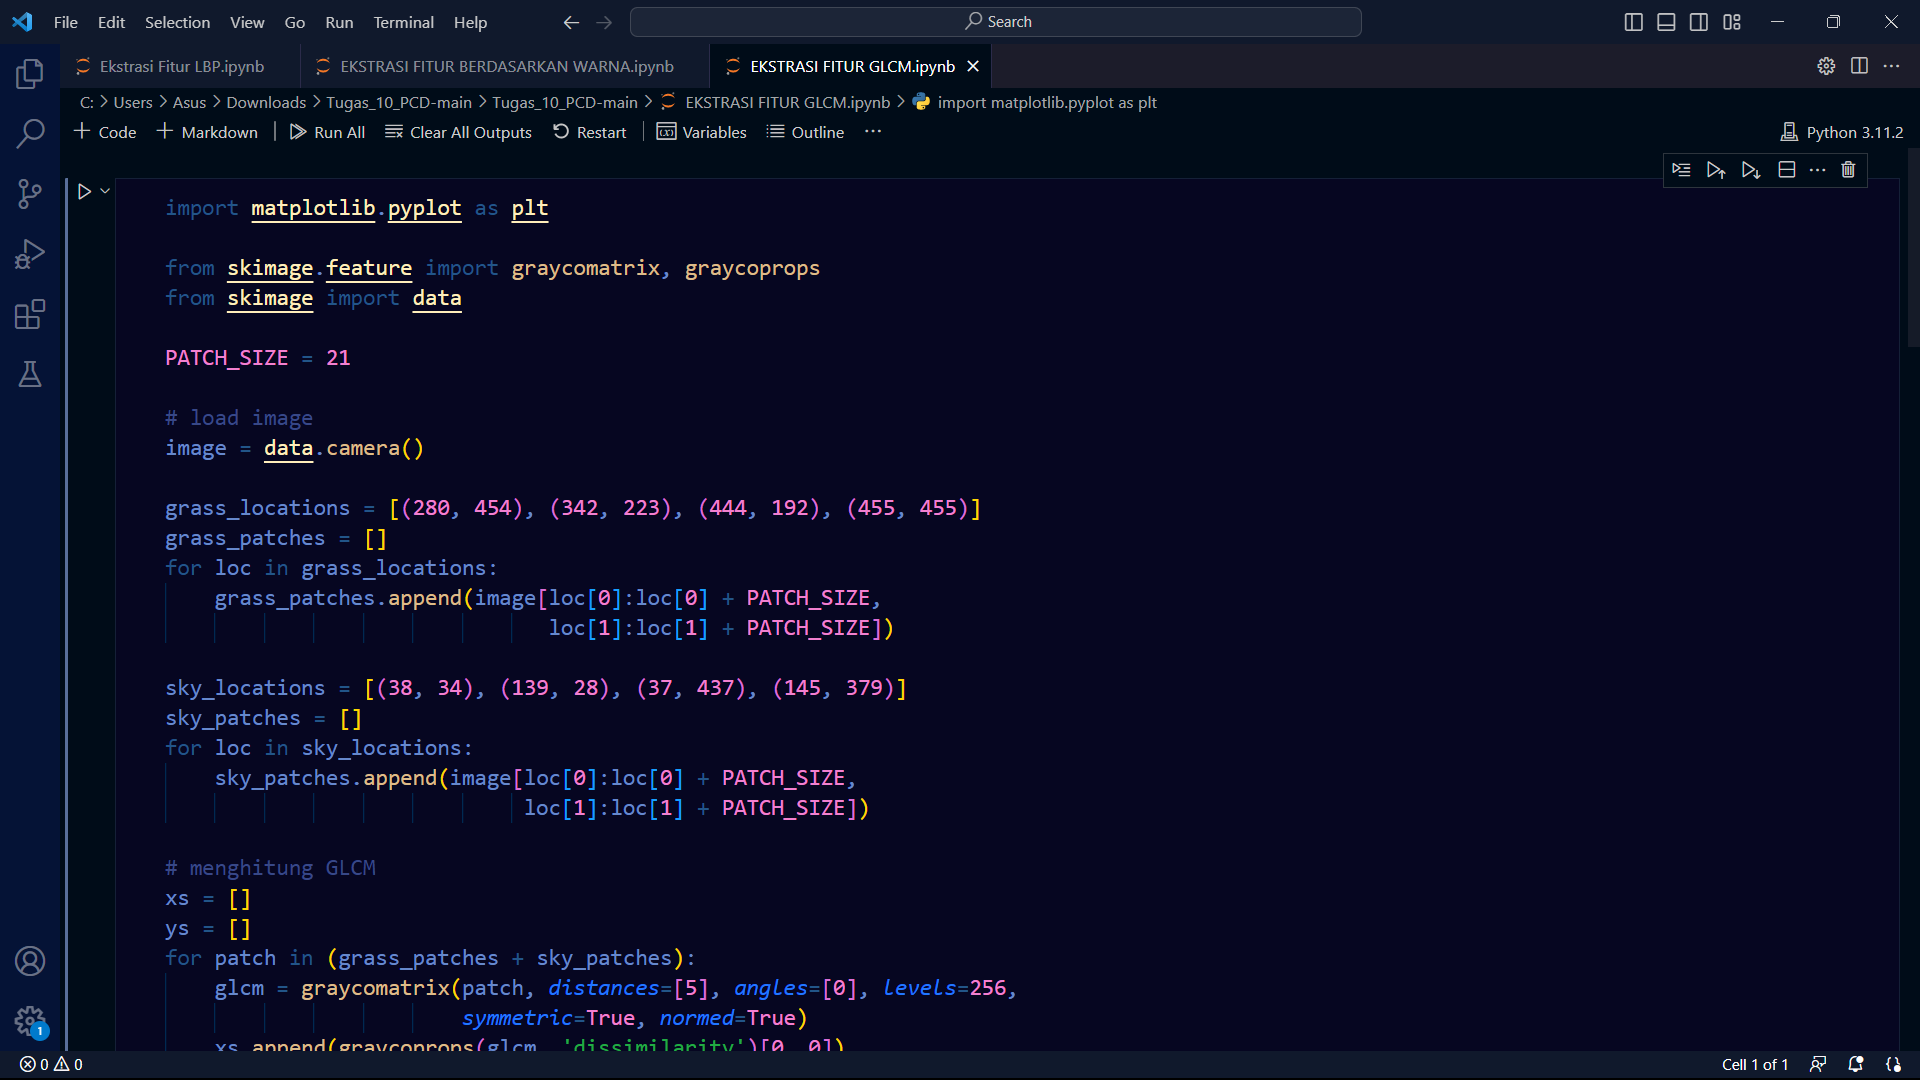 File Edit Selection View Go Run Terminal Help Search
Ekstrasi Fitur LBP.ipynb EKSTRASI FITUR BERDASARKAN WARNA.ipynb EKSTRASI FITUR GLCM.ipynb
C: > Users > Asus > Downloads > Tugas_10_PCD-main > Tugas_10_PCD-main > EKSTRASI FITUR GLCM.ipynb > import matplotlib.pyplot as plt
+ Code + Markdown | Run All Clear All Outputs Restart | Variables Outline ... Python 3.11.2
import matplotlib.pyplot as plt
from skimage.feature import graycomatrix, graycoprops
from skimage import data
PATCH_SIZE = 21
# load image
image = data.camera()
grass_locations = [(280, 454), (342, 223), (444, 192), (455, 455)]
grass_patches = []
for loc in grass_locations:
    grass_patches.append(image[loc[0]:loc[0] + PATCH_SIZE,
                               loc[1]:loc[1] + PATCH_SIZE])
sky_locations = [(38, 34), (139, 28), (37, 437), (145, 379)]
sky_patches = []
for loc in sky_locations:
    sky_patches.append(image[loc[0]:loc[0] + PATCH_SIZE,
                             loc[1]:loc[1] + PATCH_SIZE])
# menghitung GLCM
xs = []
ys = []
for patch in (grass_patches + sky_patches):
    glcm = graycomatrix(patch, distances=[5], angles=[0], levels=256,
                        symmetric=True, normed=True)
    xs.append(graycoprops(glcm, 'dissimilarity')[0, 0])
1
0 0 Cell 1 of 1